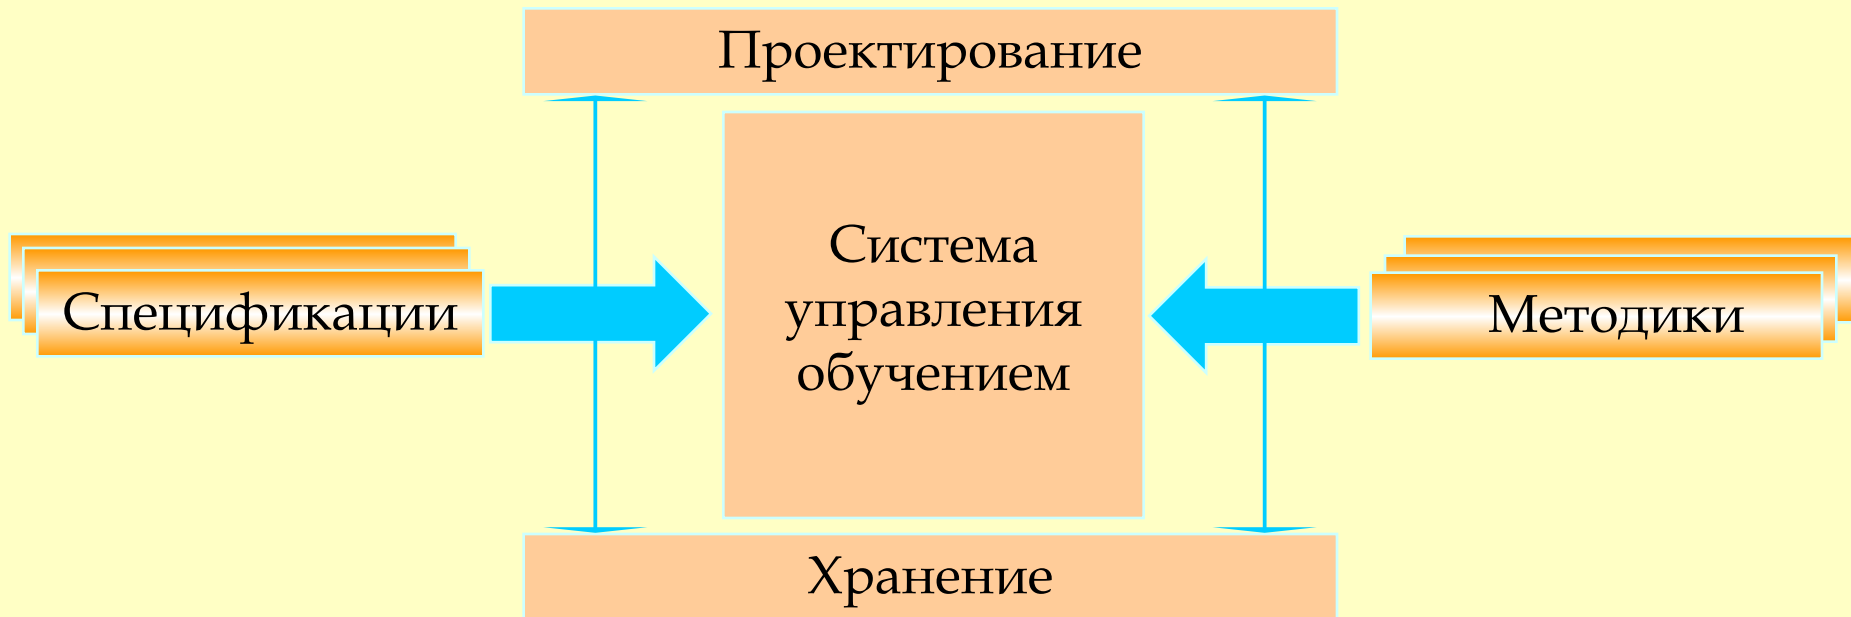 Проектирование
Система
управления
обучением
Спецификации
Методики
Хранение